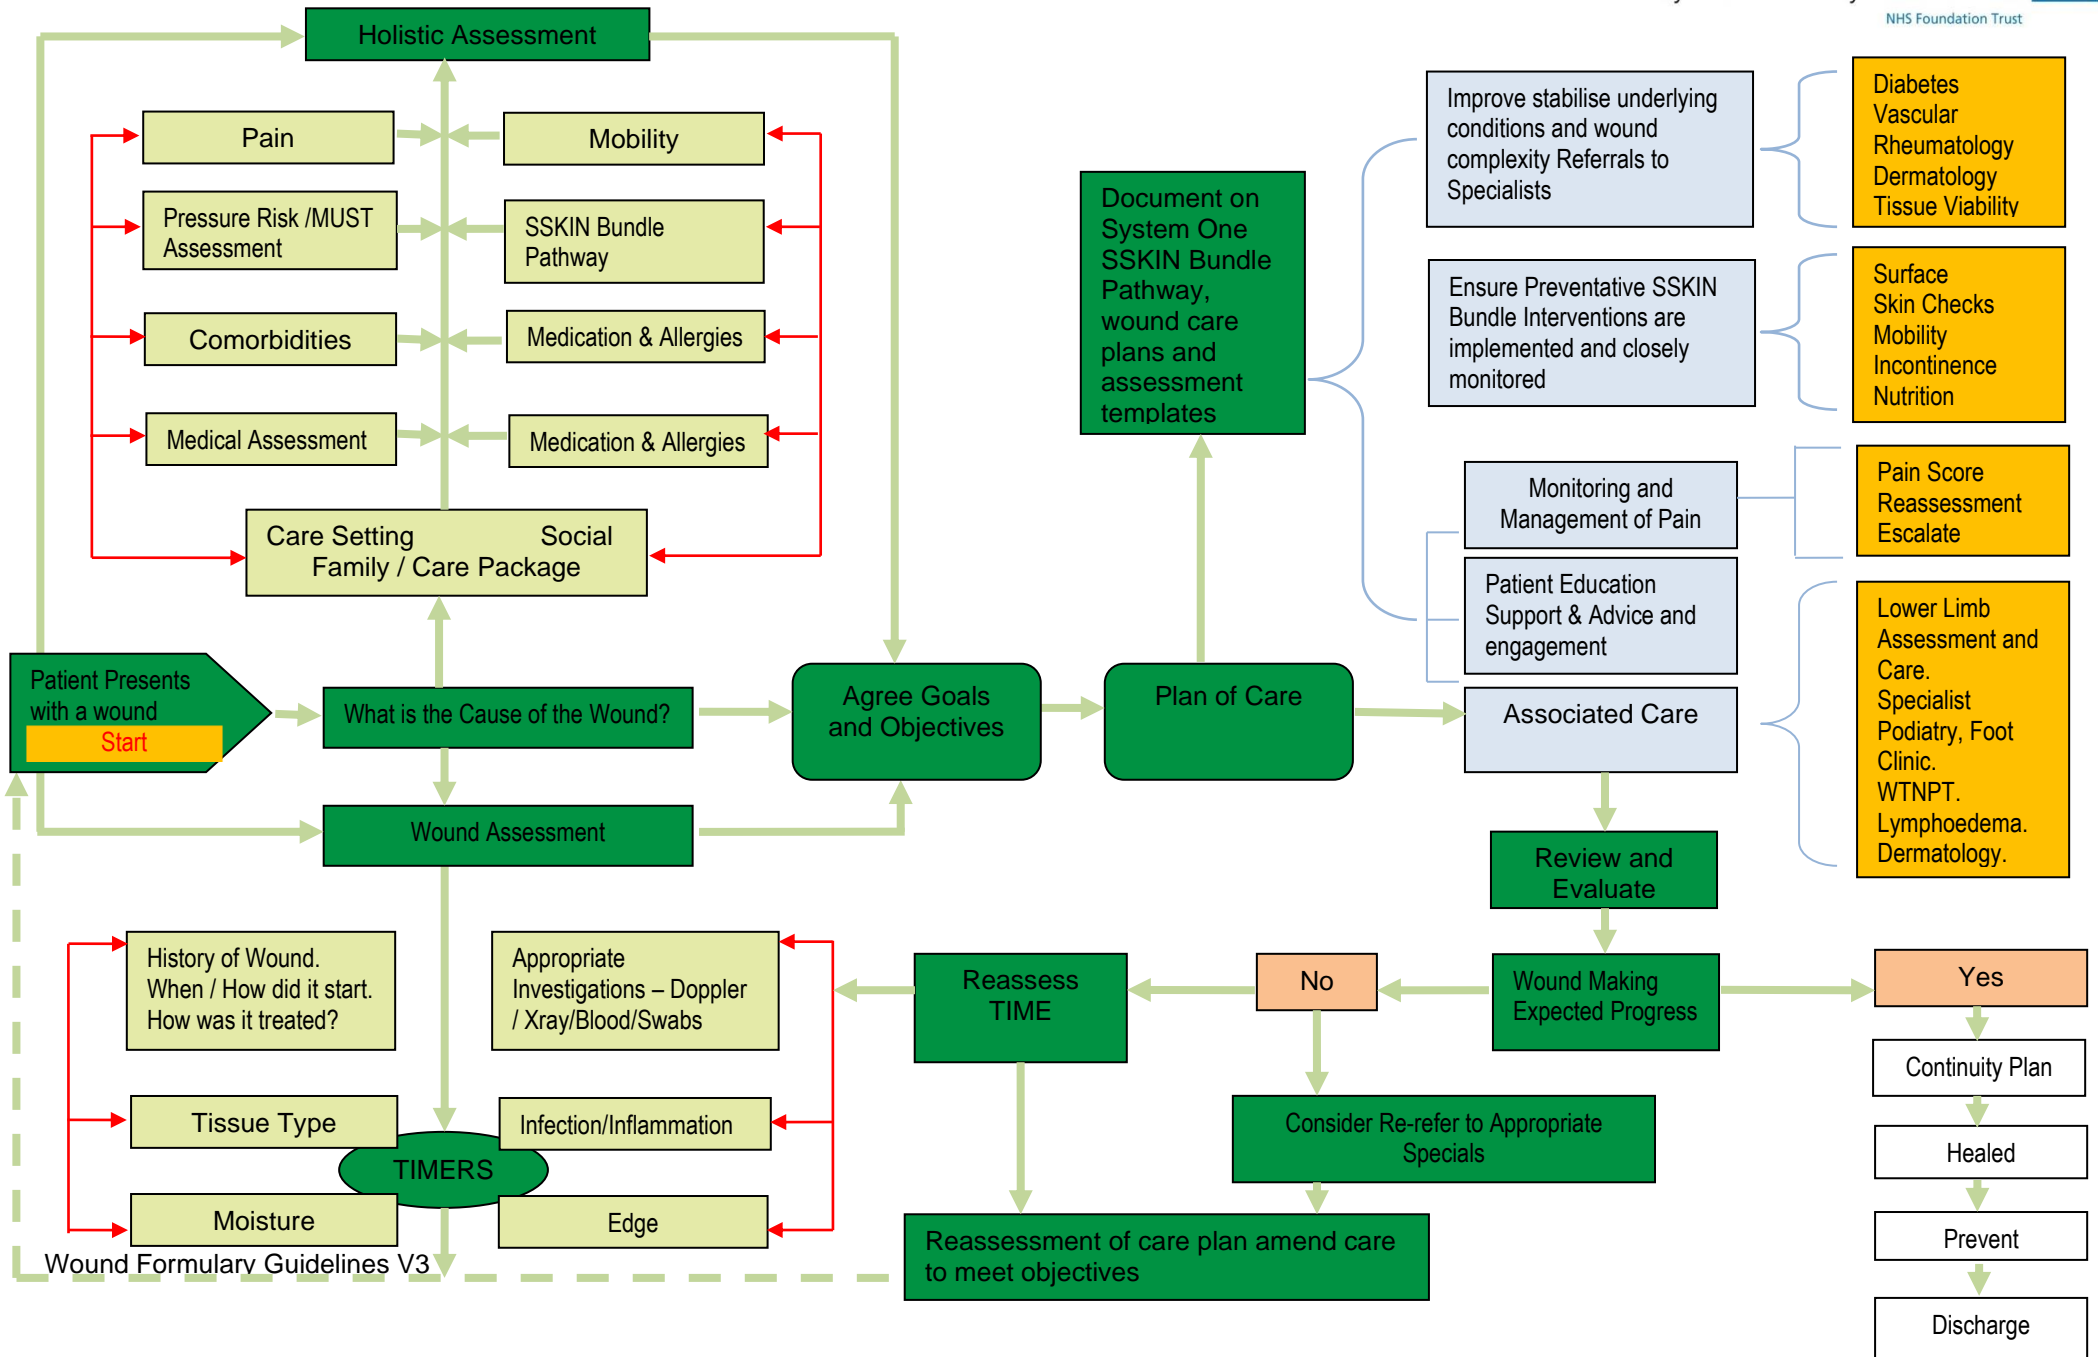 NHS Foundation Trust
Holistic Assessment
Pain
Mobility
Pressure Risk /MUST
Assessment
SSKIN Bundle
Pathway
Comorbidities
Medication & Allergies
Medical Assessment
Medication & Allergies
Care Setting Social
Family / Care Package
Patient Presents
with a wound
Start
What is the Cause of the Wound?
Wound Assessment
Agree Goals
and Objectives
Plan of Care
Document on
System One
SSKIN Bundle
Pathway,
wound care
plans and
assessment
templates
Improve stabilise underlying
conditions and wound
complexity Referrals to
Specialists
Diabetes
Vascular
Rheumatology
Dermatology
Tissue Viability
Ensure Preventative SSKIN
Bundle Interventions are
implemented and closely
monitored
Surface
Skin Checks
Mobility
Incontinence
Nutrition
Monitoring and
Management of Pain
Pain Score
Reassessment
Escalate
Patient Education
Support & Advice and
engagement
Associated Care
Lower Limb
Assessment and
Care.
Specialist
Podiatry, Foot
Clinic.
WTNPT.
Lymphoedema.
Dermatology.
Review and
Evaluate
Wound Making
Expected Progress
No
Yes
Reassess
TIME
Consider Re-refer to Appropriate
Specials
Reassessment of care plan amend care
to meet objectives
Continuity Plan
Healed
Prevent
Discharge
History of Wound.
When / How did it start.
How was it treated?
Appropriate
Investigations – Doppler
/ Xray/Blood/Swabs
Tissue Type
Infection/Inflammation
TIMERS
Moisture
Edge
Wound Formulary Guidelines V3